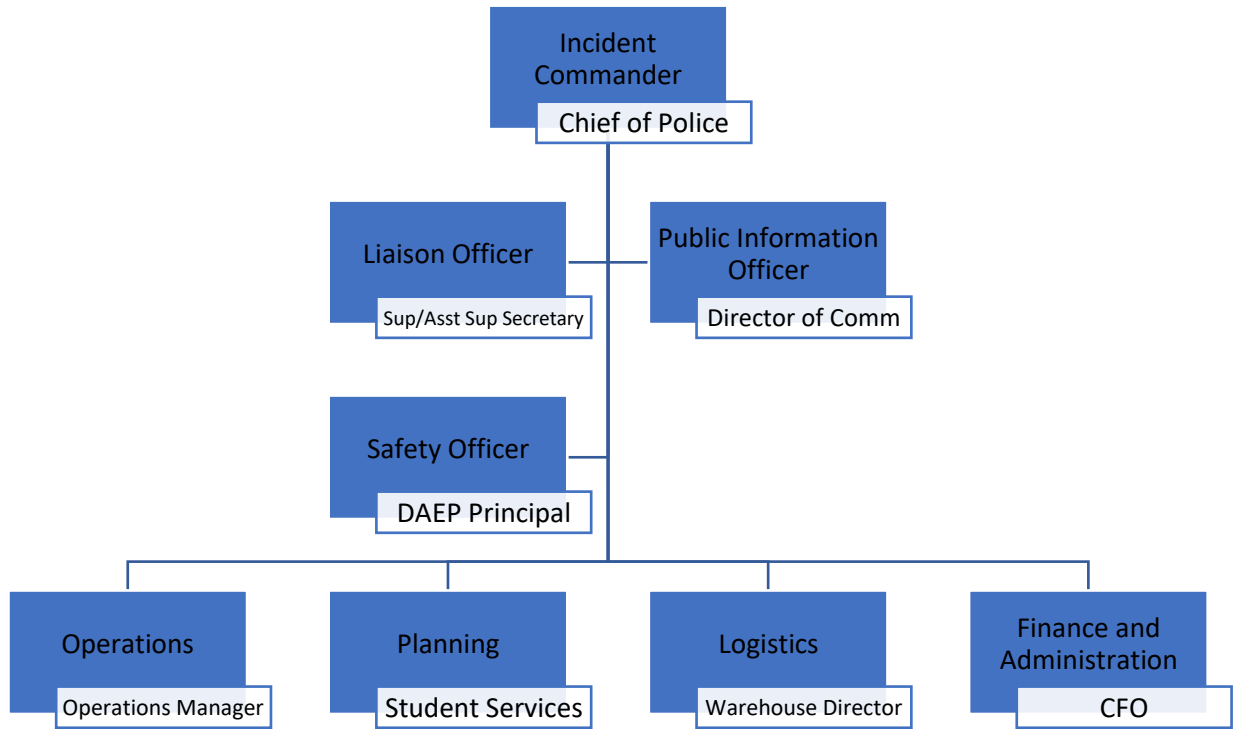 Incident
Commander
Chief of Police
Liaison Officer
Sup/Asst Sup Secretary
Public Information
Officer
Director of Comm
Safety Officer
DAEP Principal
Operations
Operations Manager
Planning
Student Services
Logistics
Warehouse Director
Finance and
Administration
CFO